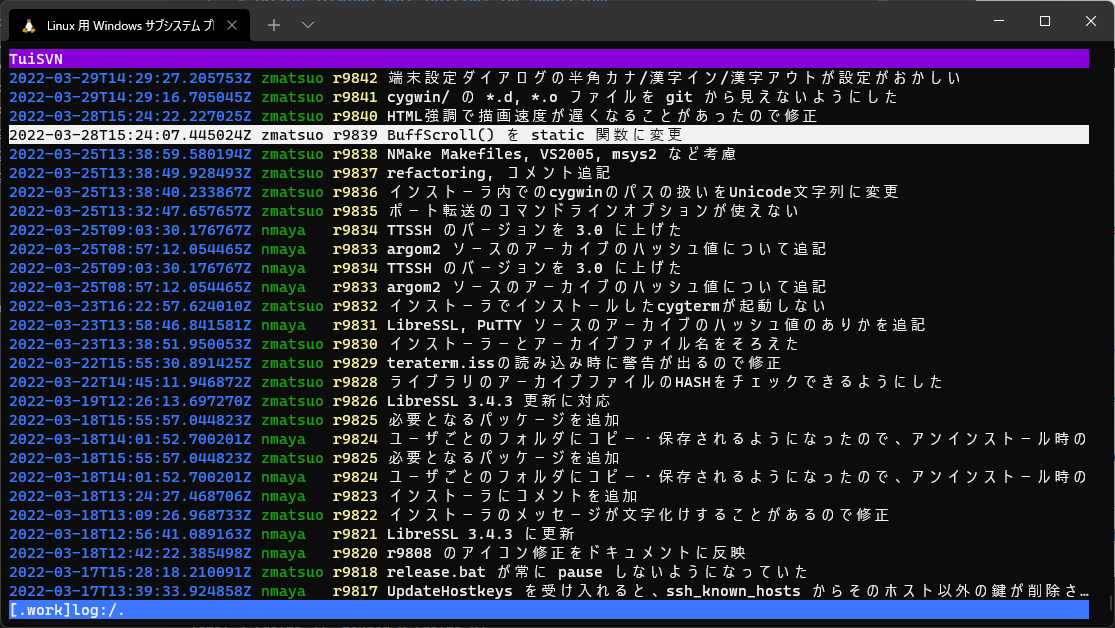 Linux 用 Windows サブシステム プ
TuiSVN
2022-03-29T14:29:27.205753Z zmatsuo r9842 端末設定ダイアログの半角カナ/漢字イン/漢字アウトが設定がおかしい
2022-03-29T14:29:16.705045Z zmatsuo r9841 cygwin/ の *.d, *.o ファイルを git から見えないようにした
2022-03-28T15:24:22.227025Z zmatsuo r9840 HTML強調で描画速度が遅くなることがあったので修正
2022-03-28T15:24:07.445024Z zmatsuo r9839 BuffScroll() を static 関数に変更
2022-03-25T13:38:59.580194Z zmatsuo r9838 NMake Makefiles, VS2005, msys2 など考慮
2022-03-25T13:38:49.928493Z zmatsuo r9837 refactoring, コメント追記
2022-03-25T13:38:40.233867Z zmatsuo r9836 インストーラ内でのcygwinのパスの扱いをUnicode文字列に変更
2022-03-25T13:32:47.657657Z zmatsuo r9835 ポート転送のコマンドラインオプションが使えない
2022-03-25T09:03:30.176767Z nmaya r9834 TTSSH のバージョンを 3.0 に上げた
2022-03-25T08:57:12.054465Z nmaya r9833 argom2 ソースのアーカイブのハッシュ値について追記
2022-03-25T09:03:30.176767Z nmaya r9834 TTSSH のバージョンを 3.0 に上げた
2022-03-25T08:57:12.054465Z nmaya r9833 argom2 ソースのアーカイブのハッシュ値について追記
2022-03-23T16:22:57.624010Z zmatsuo r9832 インストーラでインストールしたcygtermが起動しない
2022-03-23T13:58:46.841581Z nmaya r9831 LibreSSL, PuTTY ソースのアーカイブのハッシュ値のありかを追記
2022-03-23T13:38:51.950053Z zmatsuo r9830 インストーラーとアーカイブファイル名をそろえた
2022-03-22T15:55:30.891425Z zmatsuo r9829 teraterm.issの読み込み時に警告が出るので修正
2022-03-22T14:45:11.946872Z zmatsuo r9828 ライブラリのアーカイブファイルのHASHをチェックできるようにした
2022-03-19T12:26:13.697270Z zmatsuo r9826 LibreSSL 3.4.3 更新に対応
2022-03-18T15:55:57.044823Z zmatsuo r9825 必要となるパッケージを追加
2022-03-18T14:01:52.700201Z nmaya r9824 ユーザごとのフォルダにコピー・保存されるようになったので、アンインストール時の
2022-03-18T15:55:57.044823Z zmatsuo r9825 必要となるパッケージを追加
2022-03-18T14:01:52.700201Z nmaya r9824 ユーザごとのフォルダにコピー・保存されるようになったので、アンインストール時の
2022-03-18T13:24:27.468706Z nmaya r9823 インストーラにコメントを追加
2022-03-18T13:09:26.968733Z zmatsuo r9822 インストーラのメッセージが文字化けすることがあるので修正
2022-03-18T12:56:41.089163Z nmaya r9821 LibreSSL 3.4.3 に更新
2022-03-18T12:42:22.385498Z nmaya r9820 r9808 のアイコン修正をドキュメントに反映
2022-03-17T15:28:18.210091Z zmatsuo r9818 release.bat が常に pause しないようになっていた
2022-03-17T13:39:33.924858Z nmaya r9817 UpdateHostkeys を受け入れると、ssh_known_hosts からそのホスト以外の鍵が削除さ…
[.work]log:/.